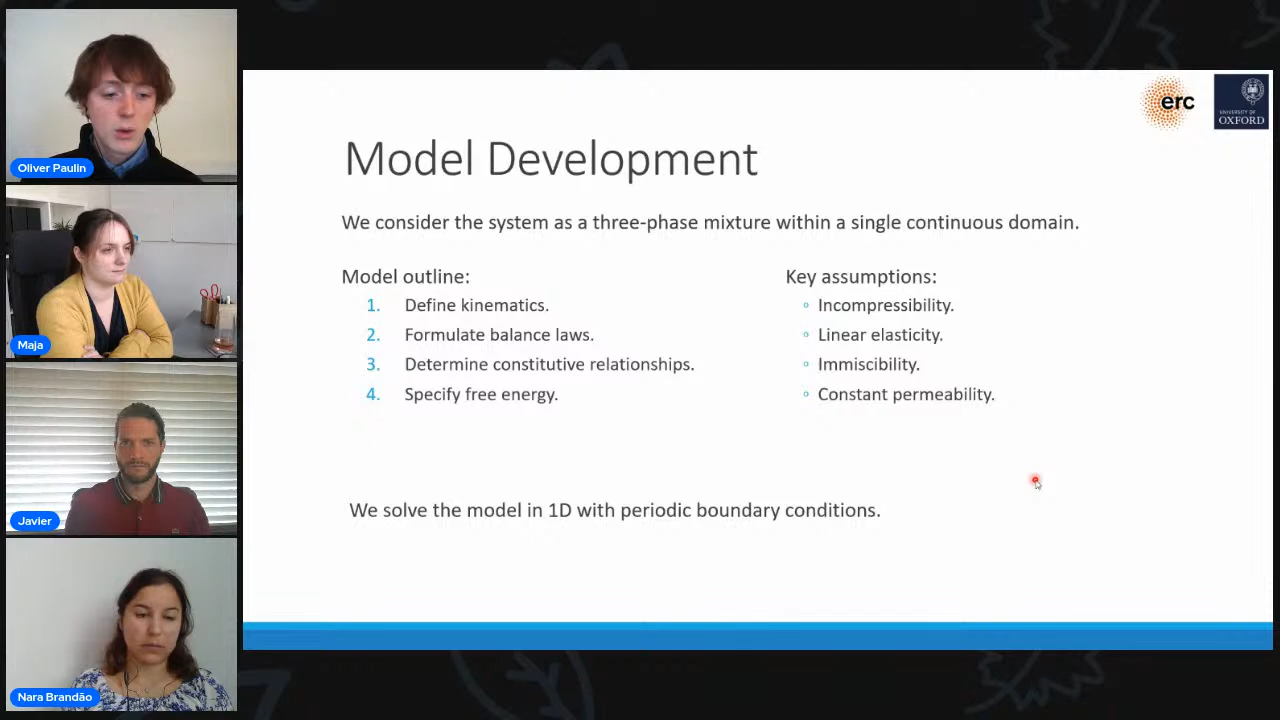 Oliver Paulin
Maja
Javier
Nara Brandão
erc
UNIVERSITY OF
OXFORD
Model Development
We consider the system as a three-phase mixture within a single continuous domain.
Model outline:
1. Define kinematics.
2. Formulate balance laws.
3. Determine constitutive relationships.
4. Specify free energy.
Key assumptions:
◦ Incompressibility.
◦ Linear elasticity.
◦ Immiscibility.
◦ Constant permeability.
We solve the model in 1D with periodic boundary conditions.